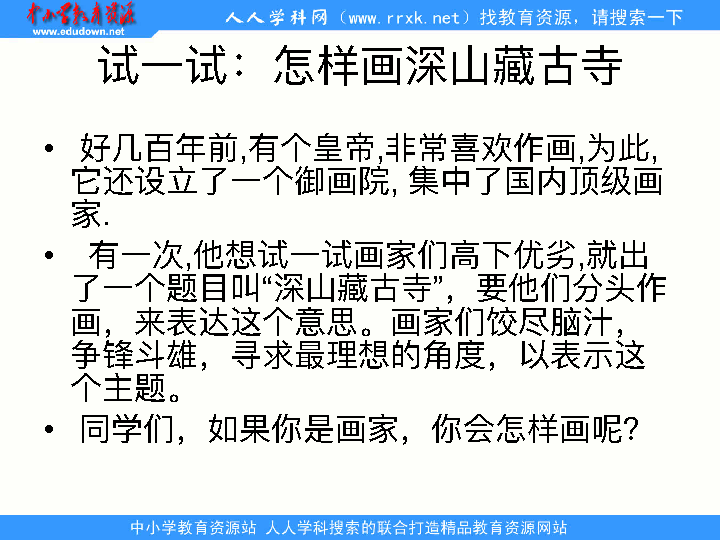 中小学教育资源
www.edudown.net
人人学科网（www.rrxk.net）找教育资源，请搜索一下
试一试：怎样画深山藏古寺
• 好几百年前,有个皇帝,非常喜欢作画,为此,
它还设立了一个御画院, 集中了国内顶级画
家.
• 有一次,他想试一试画家们高下优劣,就出
了一个题目叫“深山藏古寺”，要他们分头作
画，来表达这个意思。画家们饺尽脑汁，
争锋斗雄，寻求最理想的角度，以表示这
个主题。
• 同学们，如果你是画家，你会怎样画呢?
中小学教育资源站 人人学科搜索的联合打造精品教育资源网站